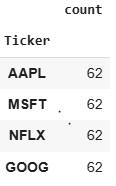 count
Ticker
AAPL 62
MSFT 62
NFLX 62
GOOG 62